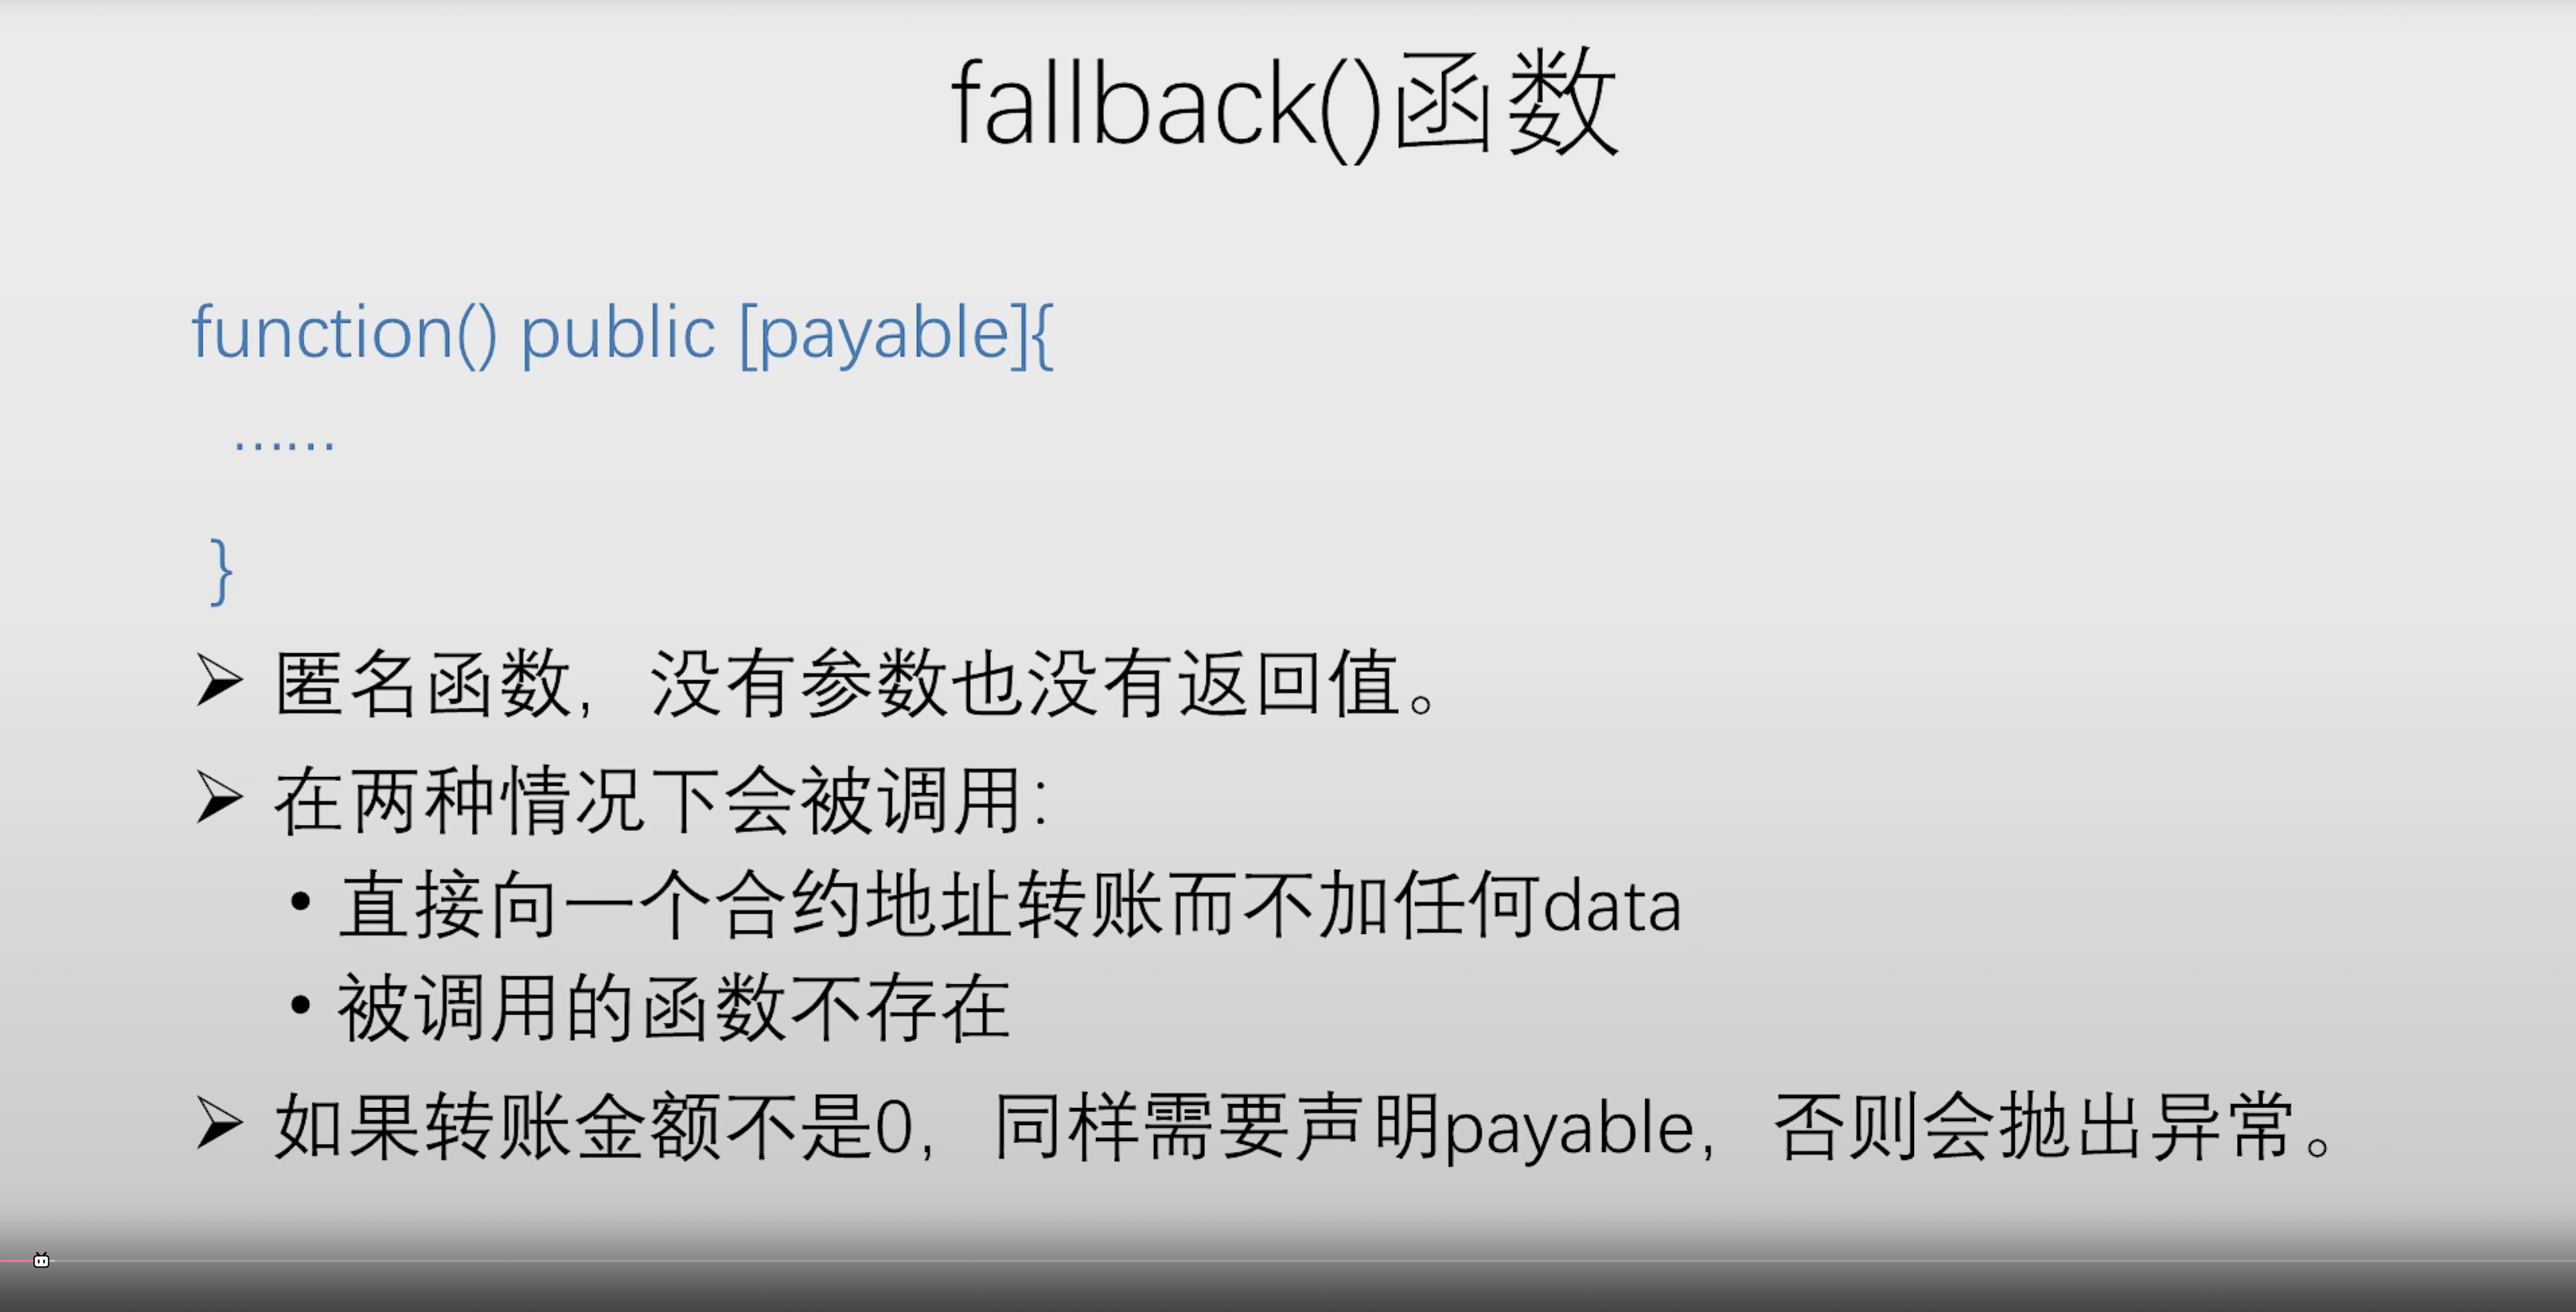 fallback()函数
function() public [payable]{
……
}
➢ 匿名函数，没有参数也没有返回值。
➢ 在两种情况下会被调用：
• 直接向一个合约地址转账而不加任何data
• 被调用的函数不存在
➢ 如果转账金额不是0，同样需要声明payable，否则会抛出异常。